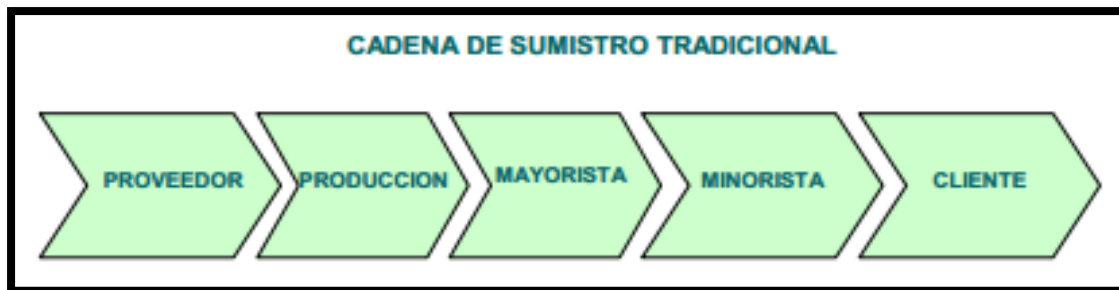 CADENA DE SUMISTRO TRADICIONAL
PROVEEDOR
PRODUCCION
MAYORISTA
MINORISTA
CLIENTE